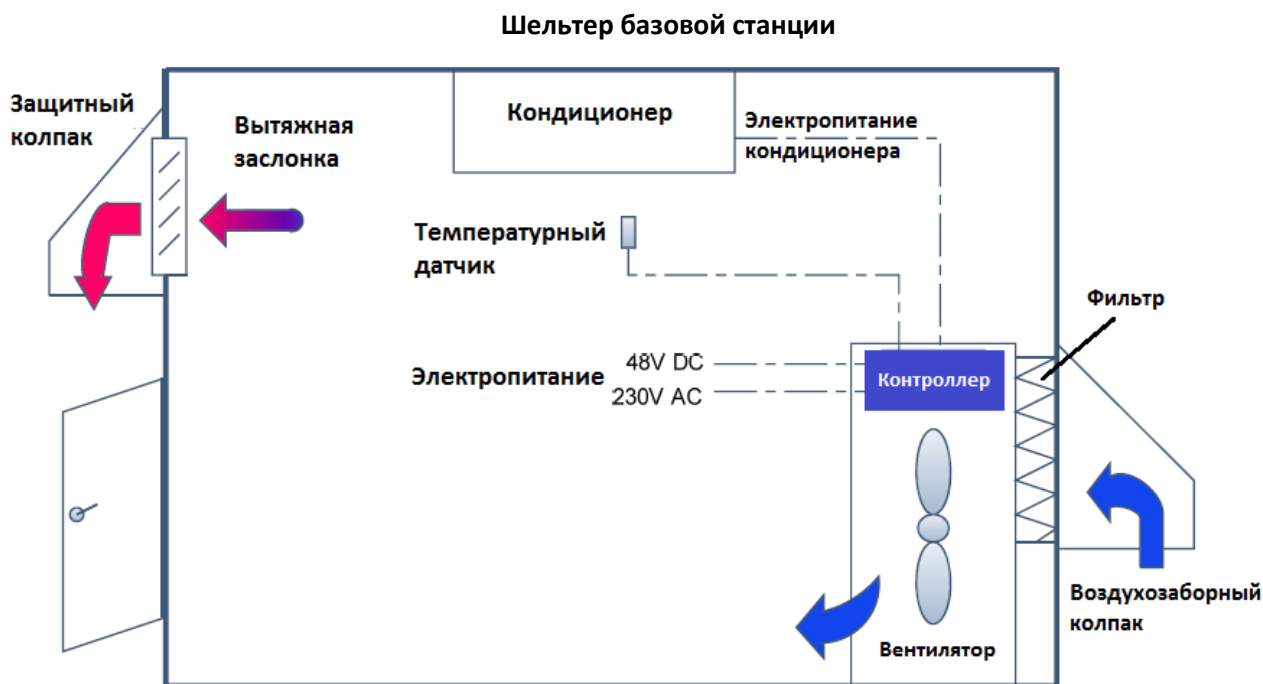 Шельтер базовой станции
Защитный
колпак
Вытяжная
заслонка
Кондиционер
Электропитание
кондиционера
Температурный
датчик
Фильтр
Электропитание
48V DC
230V AC
Контроллер
Воздухозаборный
колпак
Вентилятор